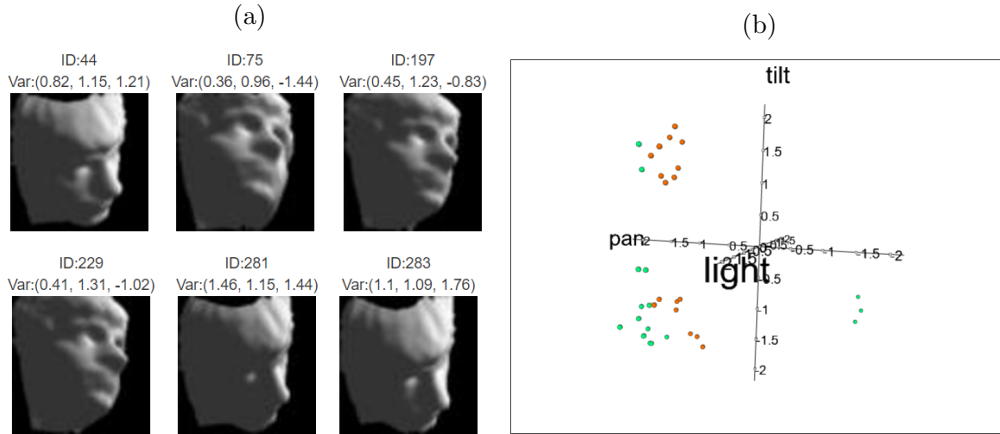 (a)
ID:44
Var:(0.82, 1.15, 1.21)
ID:75
Var:(0.36, 0.96, -1.44)
ID:197
Var:(0.45, 1.23, -0.83)
ID:229
Var:(0.41, 1.31, -1.02)
ID:281
Var:(1.46, 1.15, 1.44)
ID:283
Var:(1.1, 1.09, 1.76)
(b)
tilt
2
1.5
1
0.5
pan
2 1.5 1 0.5 0
-0.5 -1 -1.5 -2
light
-1
-1.5
-2